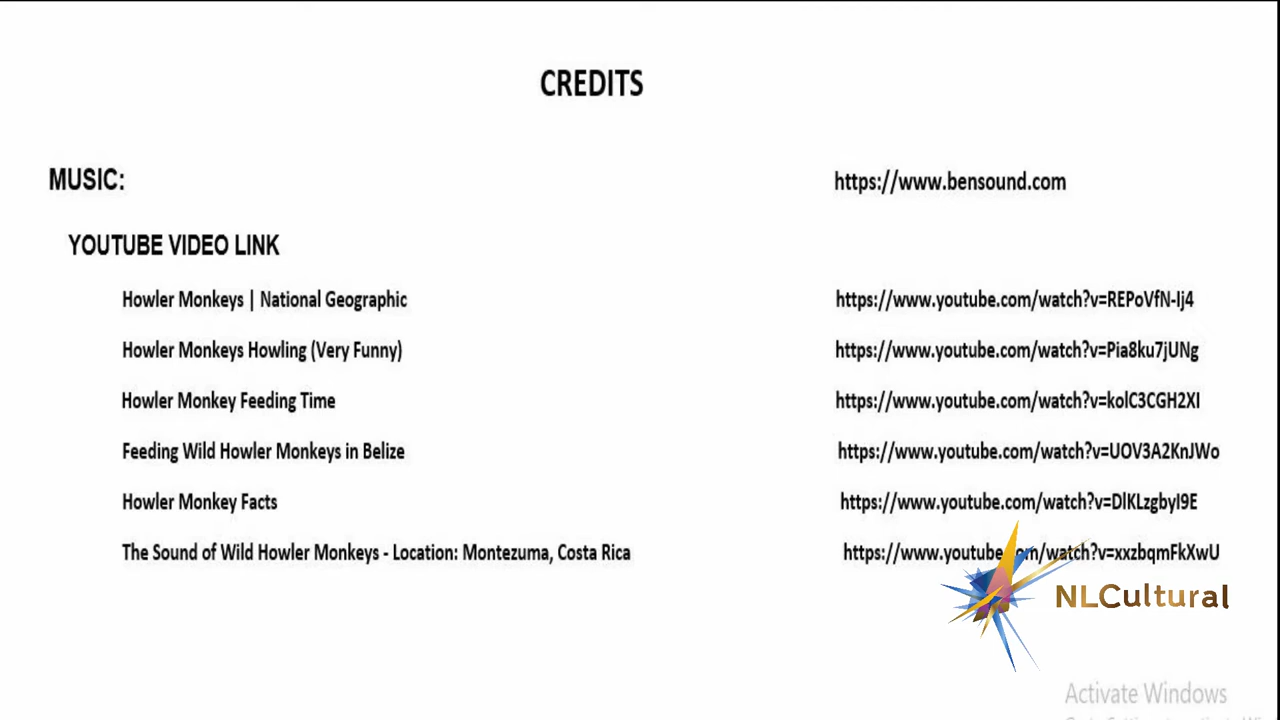 CREDITS
MUSIC: https://www.bensound.com
YOUTUBE VIDEO LINK
Howler Monkeys | National Geographic https://www.youtube.com/watch?v=REPoVfN-Ij4
Howler Monkeys Howling (Very Funny) https://www.youtube.com/watch?v=Pia8ku7jUNg
Howler Monkey Feeding Time https://www.youtube.com/watch?v=kolC3CGH2XI
Feeding Wild Howler Monkeys in Belize https://www.youtube.com/watch?v=UOV3A2KnJWo
Howler Monkey Facts https://www.youtube.com/watch?v=DlKLzgbyI9E
The Sound of Wild Howler Monkeys - Location: Montezuma, Costa Rica https://www.youtube.com/watch?v=xxzbqmFkXwU
NLCultural
Activate Windows